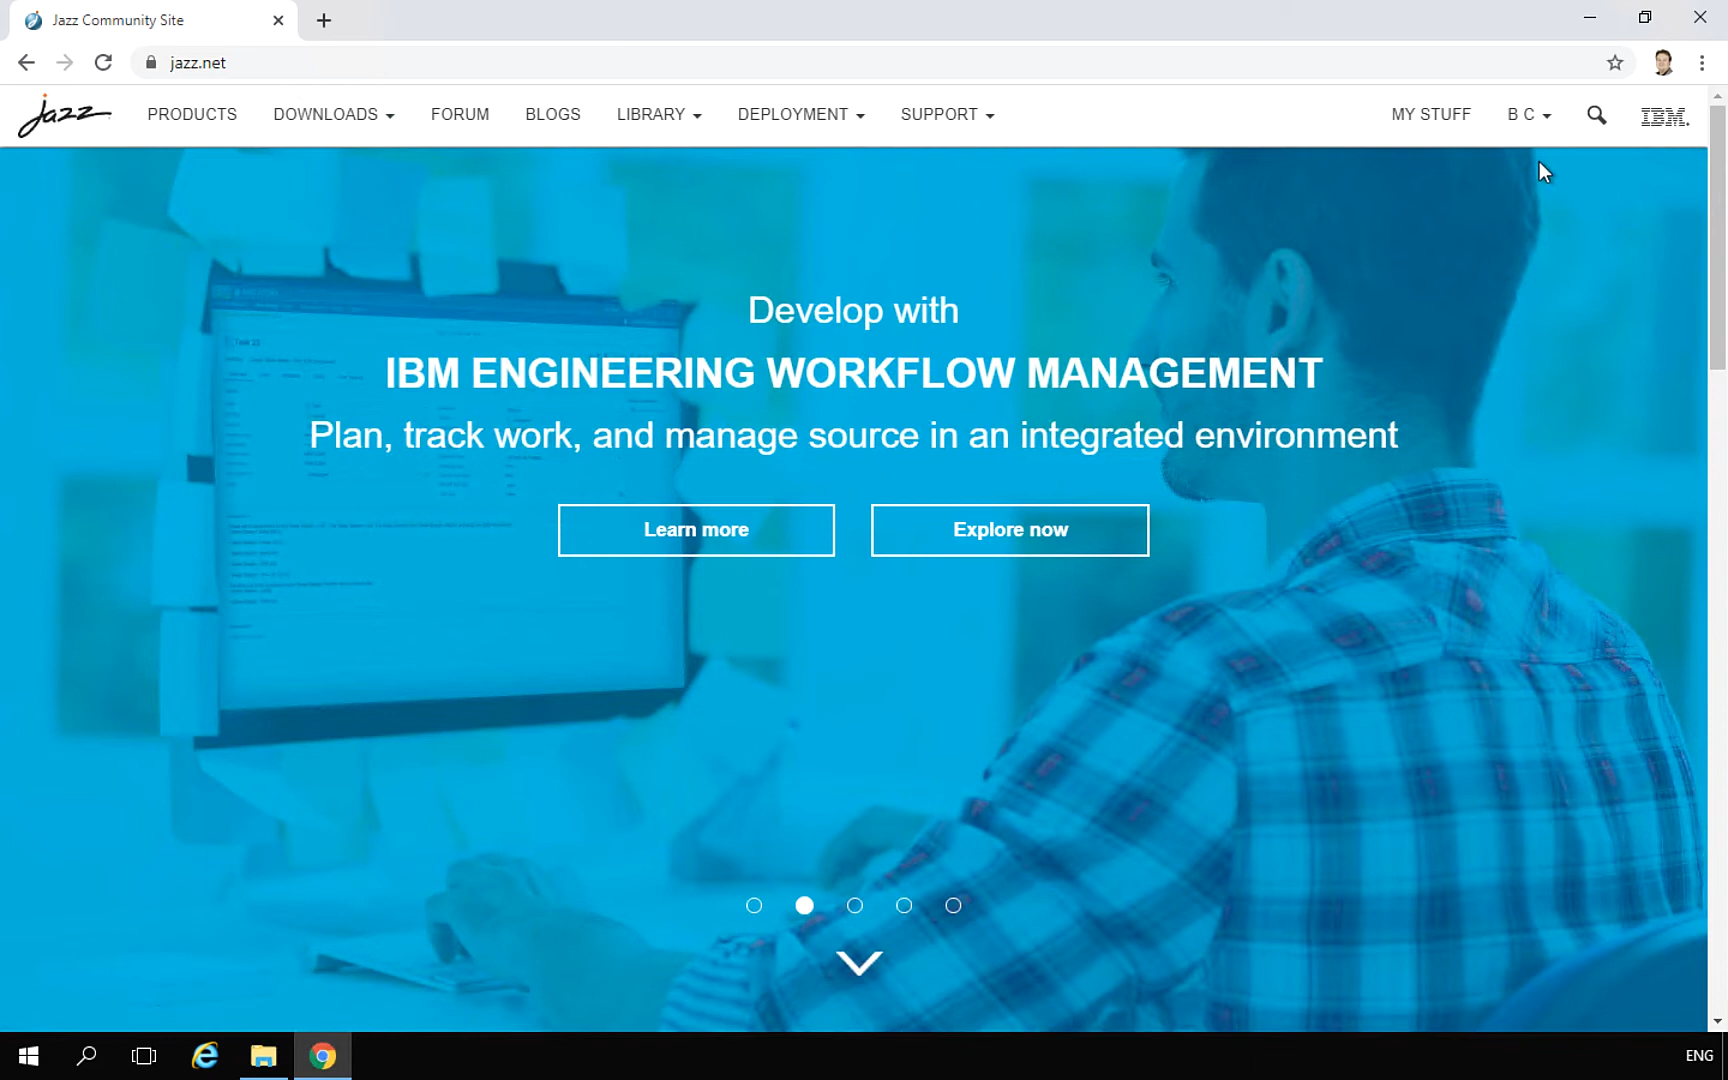 Jazz Community Site
jazz.net
jazz PRODUCTS DOWNLOADS FORUM BLOGS LIBRARY DEPLOYMENT SUPPORT MY STUFF B C IBM
Develop with
IBM ENGINEERING WORKFLOW MANAGEMENT
Plan, track work, and manage source in an integrated environment
Learn more Explore now
ENG